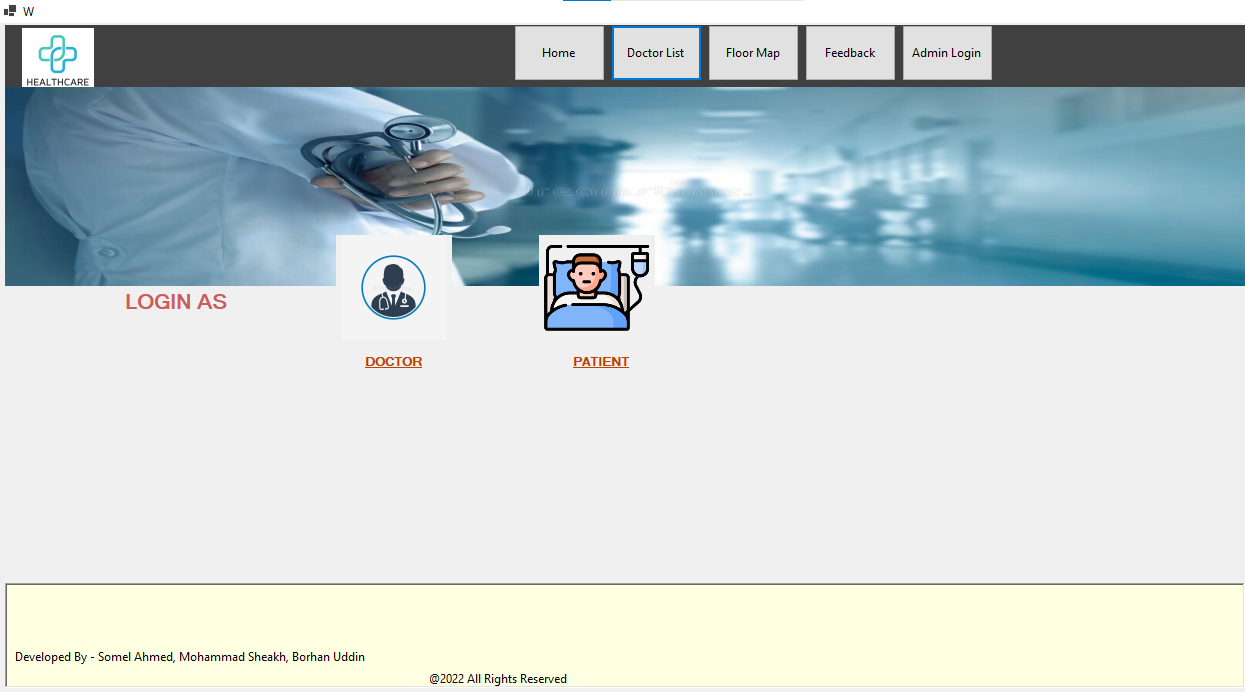 W
HEALTHCARE
Home
Doctor List
Floor Map
Feedback
Admin Login
LOGIN AS
DOCTOR
PATIENT
Developed By - Somel Ahmed, Mohammad Sheakh, Borhan Uddin
@2022 All Rights Reserved